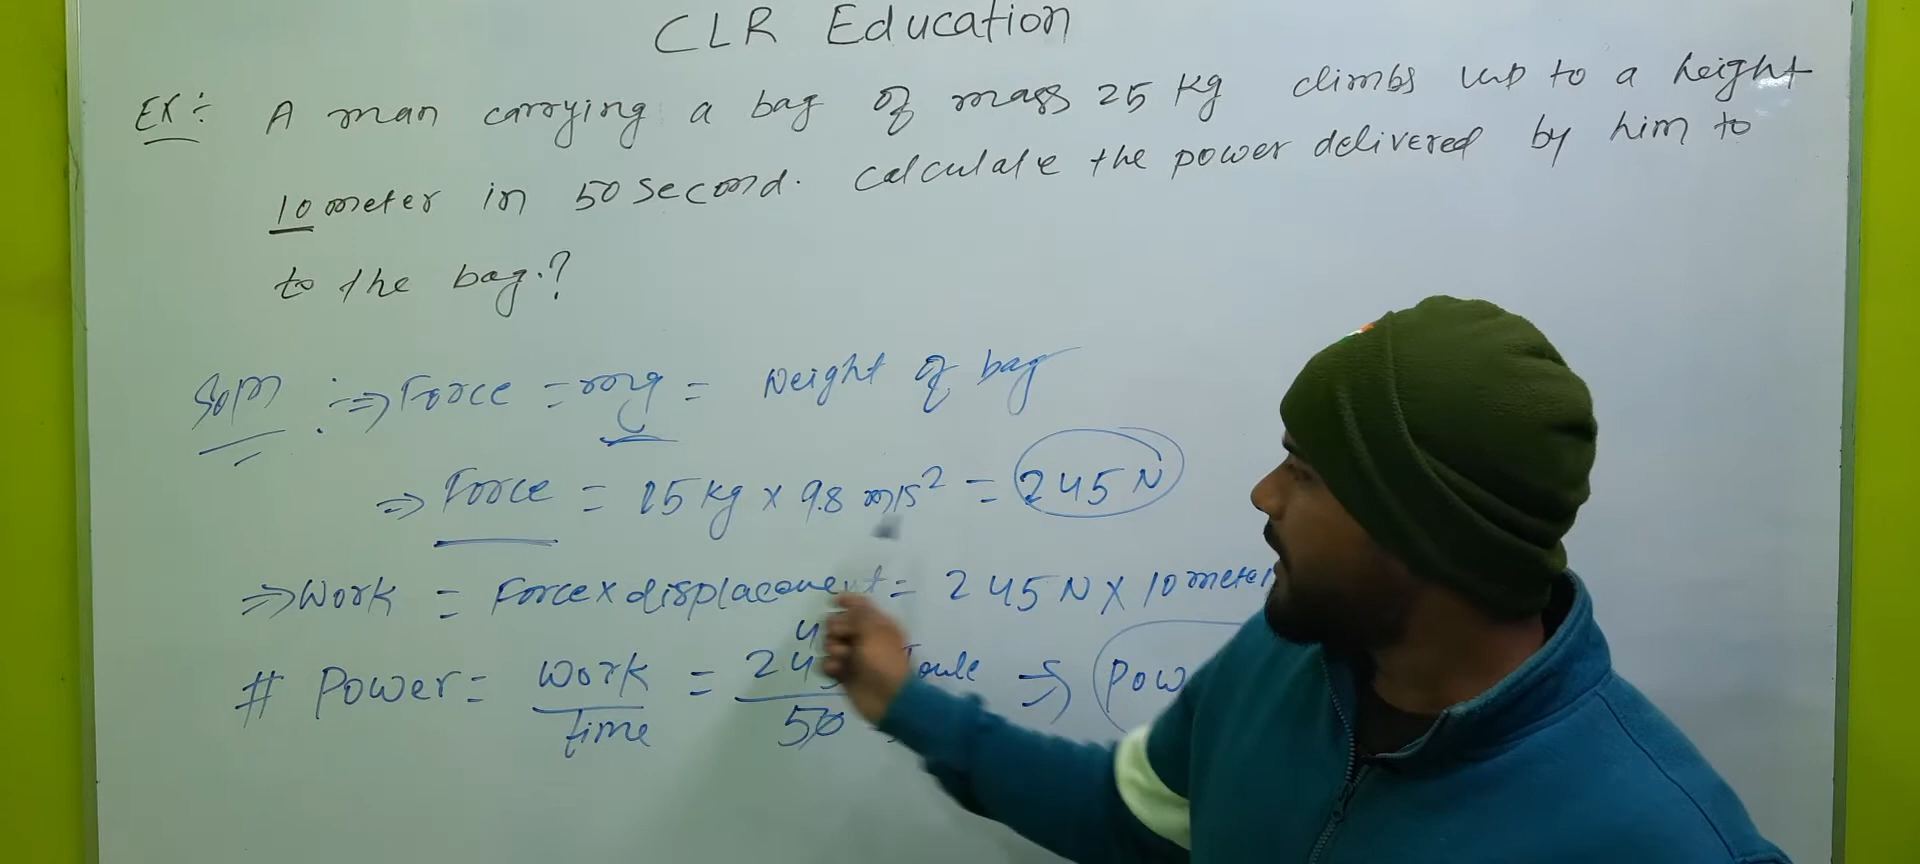 CLR Education
Ex÷ A man carrying a bag of mass 25 kg climbs up to a height
10 meter in 50 second. calculate the power delivered by him to
to the bag.?
Soln :⇒ Force = mg = Weight of bag
⇒ Force = 25 kg × 9.8 m/s² = 245 N
⇒ Work = Force × displacement = 245 N × 10 meter
# Power = Work/time = 50 Joule ⇒ Pow